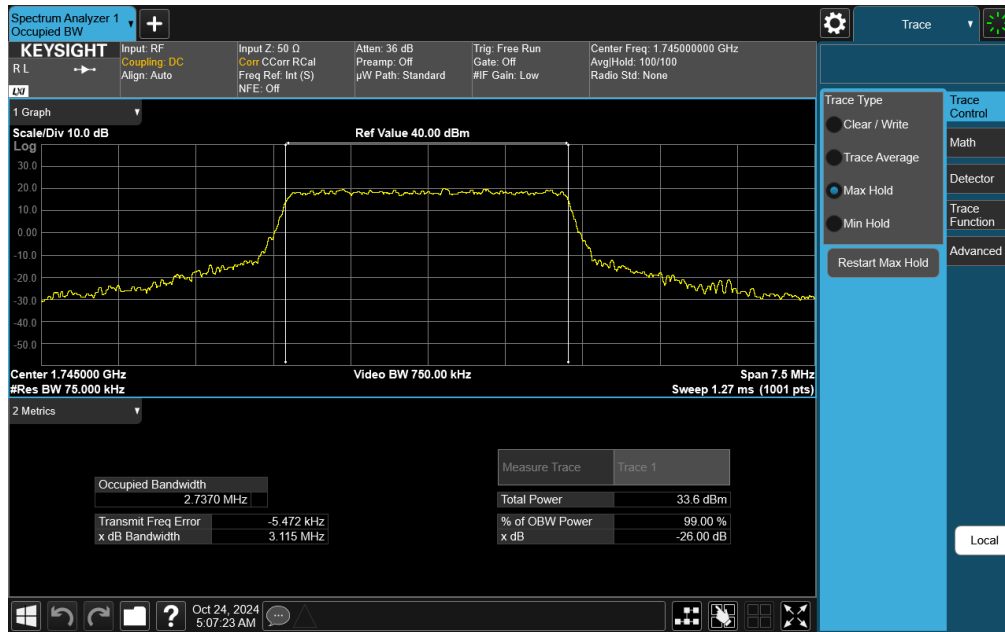 Spectrum Analyzer 1
Occupied BW
Trace
KEYSIGHT
R L
LXI
Input: RF
Coupling: DC
Align: Auto
Input Z: 50 Ω
Corr CCorr RCal
Freq Ref: Int (S)
NFE: Off
Atten: 36 dB
Preamp: Off
µW Path: Standard
Trig: Free Run
Gate: Off
#IF Gain: Low
Center Freq: 1.745000000 GHz
Avg|Hold: 100/100
Radio Std: None
1 Graph
Scale/Div 10.0 dB
Ref Value 40.00 dBm
Log
30.0
20.0
10.0
0.00
-10.0
-20.0
-30.0
-40.0
-50.0
Center 1.745000 GHz
Video BW 750.00 kHz
Span 7.5 MHz
#Res BW 75.000 kHz
Sweep 1.27 ms (1001 pts)
2 Metrics
Measure Trace Trace 1
Occupied Bandwidth
2.7370 MHz
Total Power 33.6 dBm
Transmit Freq Error -5.472 kHz
% of OBW Power 99.00 %
x dB Bandwidth 3.115 MHz
x dB -26.00 dB
Trace Type
Clear / Write
Trace Average
Max Hold
Min Hold
Restart Max Hold
Trace
Control
Math
Detector
Trace
Function
Advanced
Local
?
Oct 24, 2024
5:07:23 AM